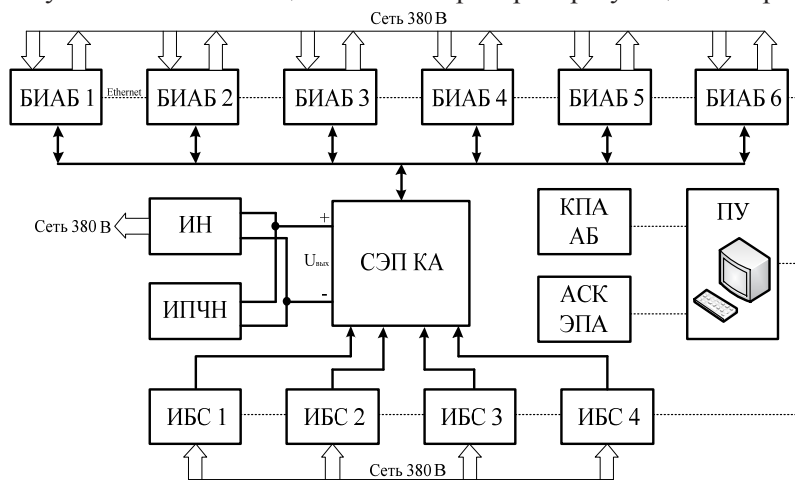 Сеть 380 В
БИАБ 1
Ethernet
БИАБ 2
БИАБ 3
БИАБ 4
БИАБ 5
БИАБ 6
Сеть 380 В
ИН
+
Uвых
-
СЭП КА
КПА
АБ
ПУ
ИПЧН
АСК
ЭПА
ИБС 1
ИБС 2
ИБС 3
ИБС 4
Сеть 380 В